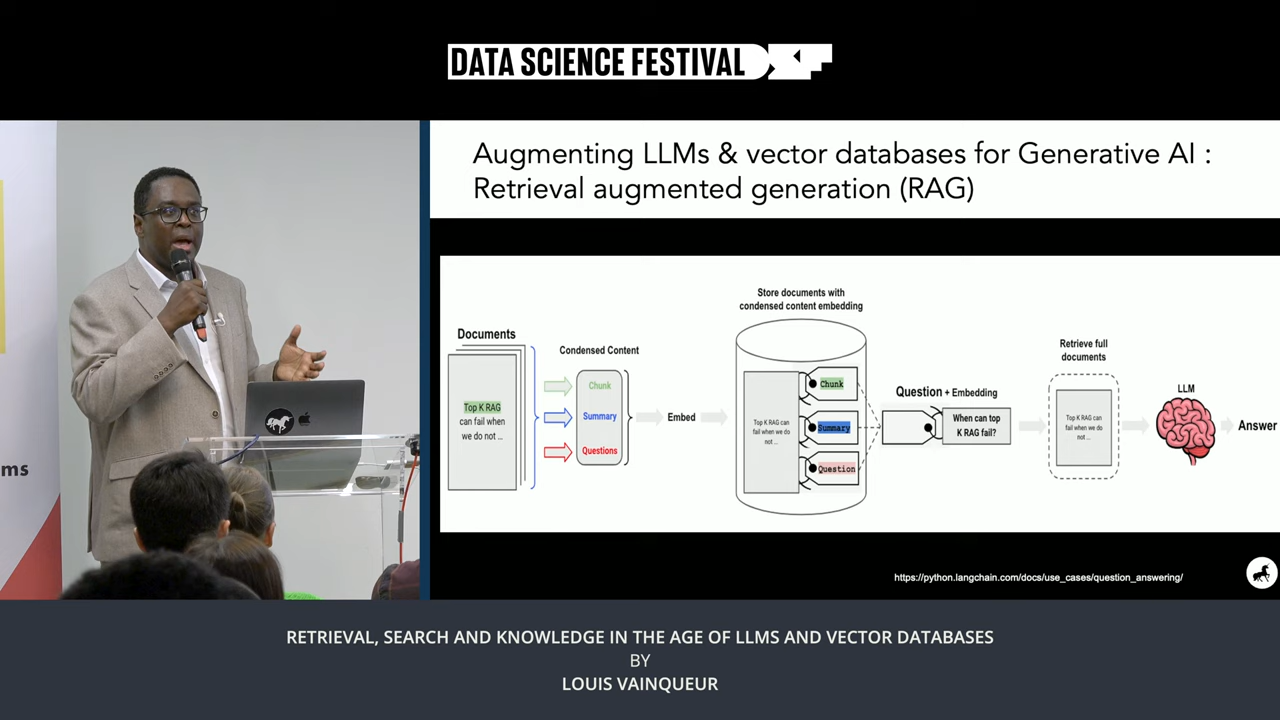 DATA SCIENCE FESTIVAL
Augmenting LLMs & vector databases for Generative AI :
Retrieval augmented generation (RAG)
Documents
Top K RAG
can fail when
we do not ...
Condensed Content
Chunk
Summary
Questions
Embed
Store documents with
condensed content embedding
Top K RAG can
fail when we do
not ...
Chunk
Summary
Question
Question + Embedding
When can top
K RAG fail?
Retrieve full
documents
Top K RAG can
fail when we do
not ...
LLM
Answer
https://python.langchain.com/docs/use_cases/question_answering/
ms
RETRIEVAL, SEARCH AND KNOWLEDGE IN THE AGE OF LLMS AND VECTOR DATABASES
BY
LOUIS VAINQUEUR